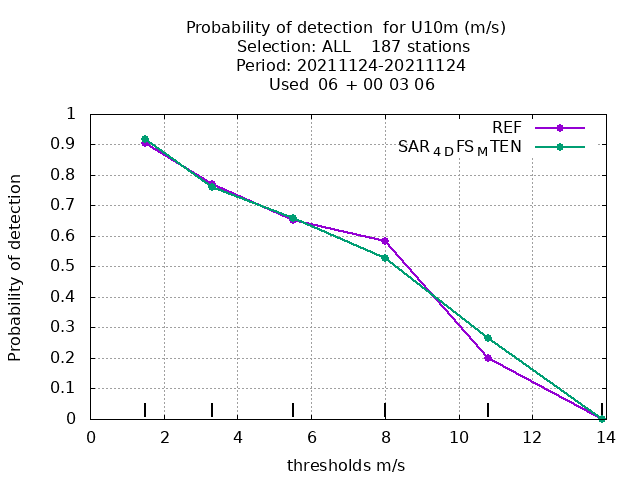 Probability of detection for U10m (m/s)
Selection: ALL 187 stations
Period: 20211124-20211124
Used 06 + 00 03 06
REF
SAR4DFSMTEN
Probability of detection
1
0.9
0.8
0.7
0.6
0.5
0.4
0.3
0.2
0.1
0
0 2 4 6 8 10 12 14
thresholds m/s